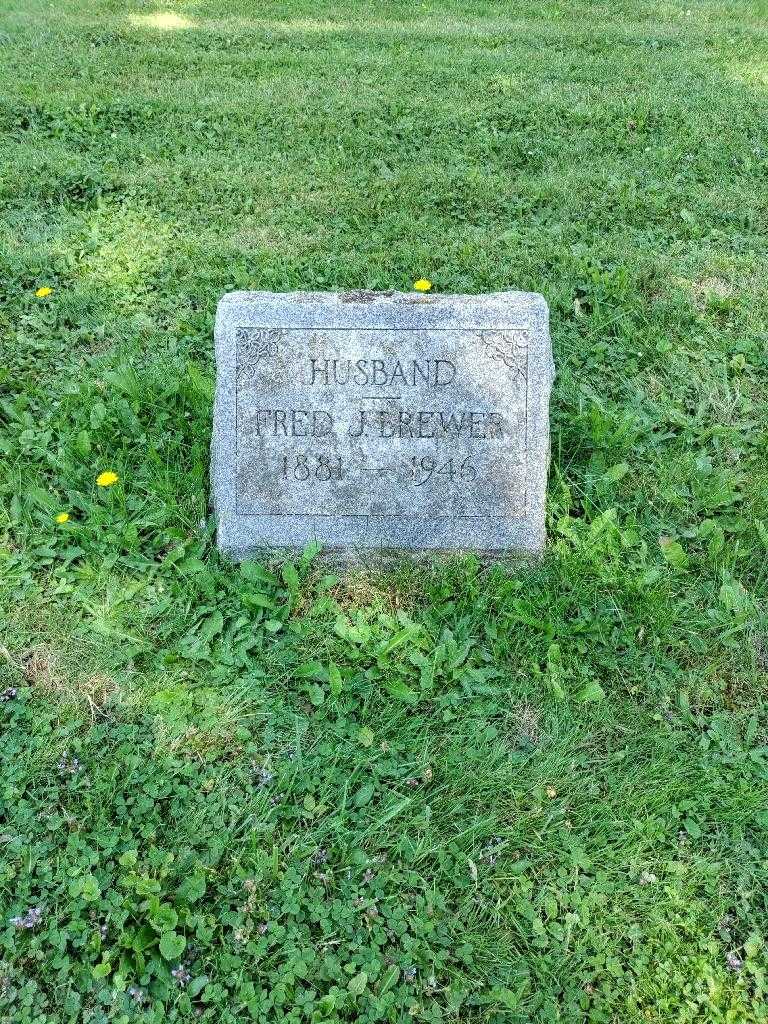 HUSBAND
FRED J. BREWER
1881 — 1946